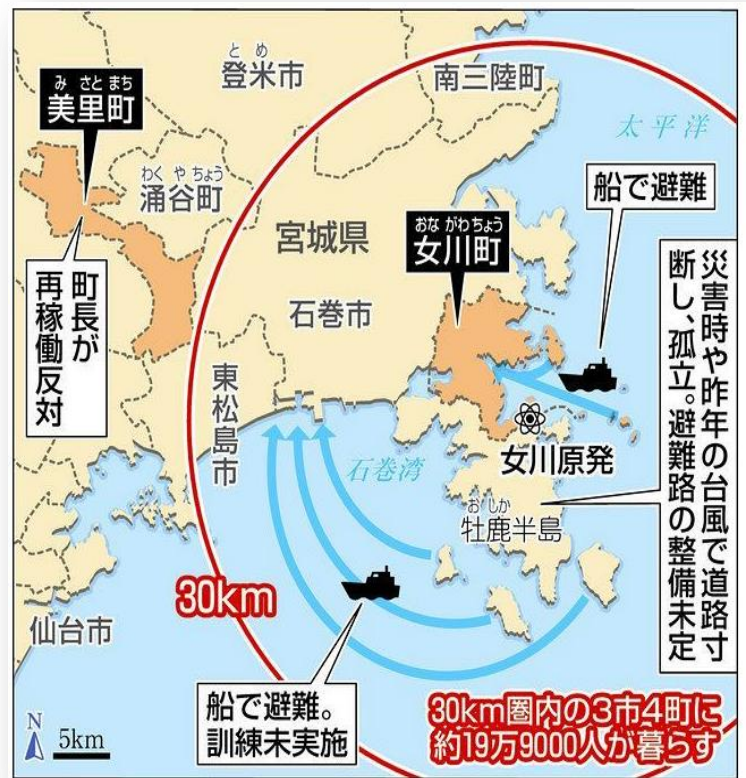 とめ
登米市
南三陸町
太平洋
みさとまち
美里町
わくやちょう
涌谷町
船で避難
宮城県
おながわちょう
女川町
町長が
再稼働反対
石巻市
災害時や昨年の台風で道路寸
断し、孤立。避難路の整備未定
東松島市
石巻湾
女川原発
おしか
牡鹿半島
30km
仙台市
船で避難。
訓練未実施
30km圏内の3市4町に
約19万9000人が暮らす
N
5km